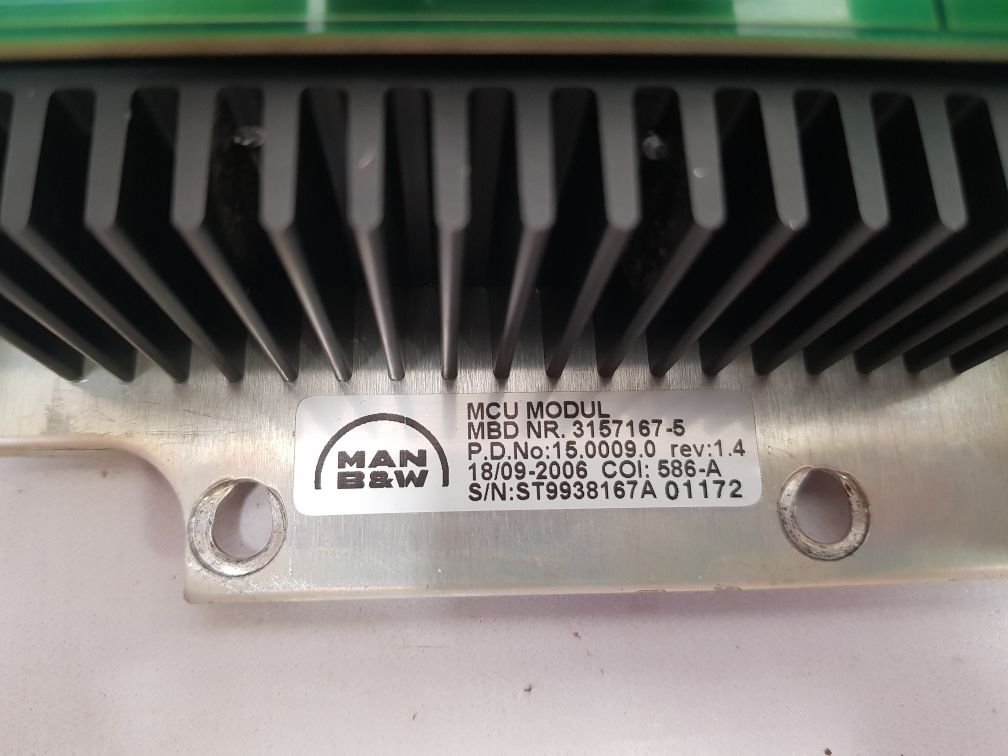 MAN
B&W
MCU MODUL
MBD NR. 3157167-5
P.D.No:15.0009.0 rev:1.4
18/09-2006 COI: 586-A
S/N:ST9938167A 01172